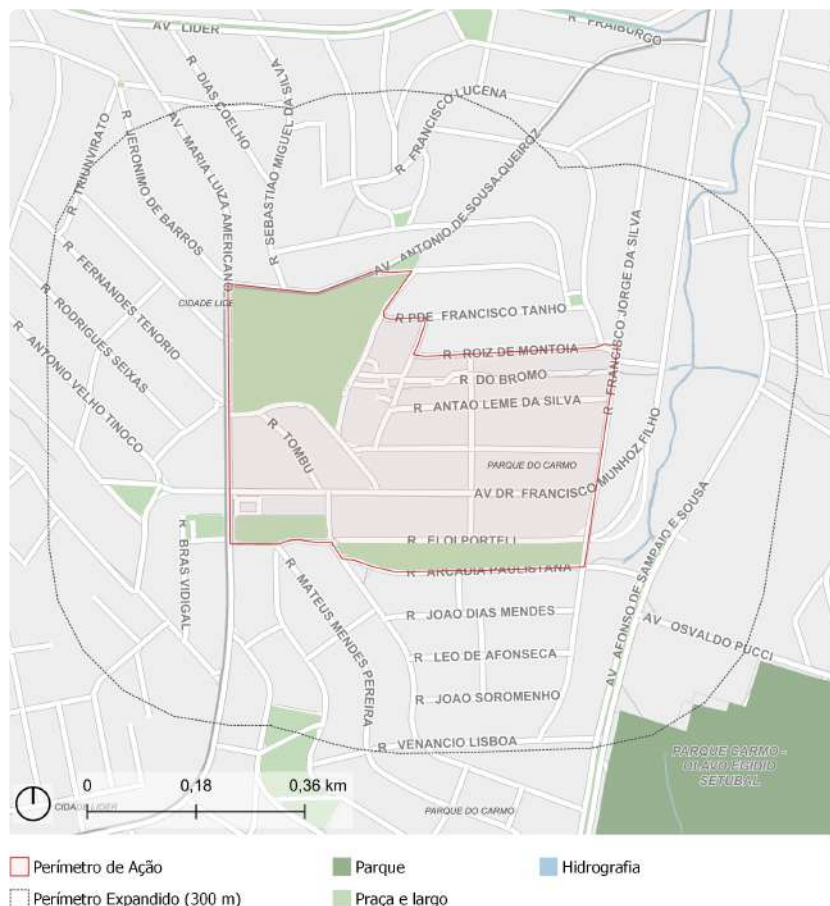 R FRAIBURGO
AV LIDER
R DIAS COELHO
R SEBASTIAO MIGUEL DA SILVA
R FRANCISCO LUCENA
AV MARIA LUIZA AMERICANO
R VERONIMO DE BARROS
R TRIUNVIRATO
AV ANTONIO DE SOUSA QUEIROZ
R FERNANDES TENORIO
CIDADE LIDE
R PDE FRANCISCO TANHO
R FRANCISCO JORGE DA SILVA
R RODRIGUES SEIXAS
R ROIZ DE MONTOIA
R DO BROMO
R ANTONIO VELHO TINOCO
R ANTAO LEME DA SILVA
R TOMBU
PARQUE DO CARMO
AV DR FRANCISCO MUNHOZ FILHO
R BRAS VIDIGAL
R ELOI PORTELI
R ARCADIA PAULISTANA
AV AFONSO DE SAMPAIO E SOUSA
R MATEUS MENDES PEREIRA
R JOAO DIAS MENDES
AV OSVALDO PUCCI
R LEO DE AFONSECA
R JOAO SOROMENHO
R VENANCIO LISBOA
PARQUE CARMO -
OLAVO EGIDIO
SETUBAL
0 0,18 0,36 km
CIDADE LIDER
PARQUE DO CARMO
Perímetro de Ação
Parque
Hidrografia
Perímetro Expandido (300 m)
Praça e largo